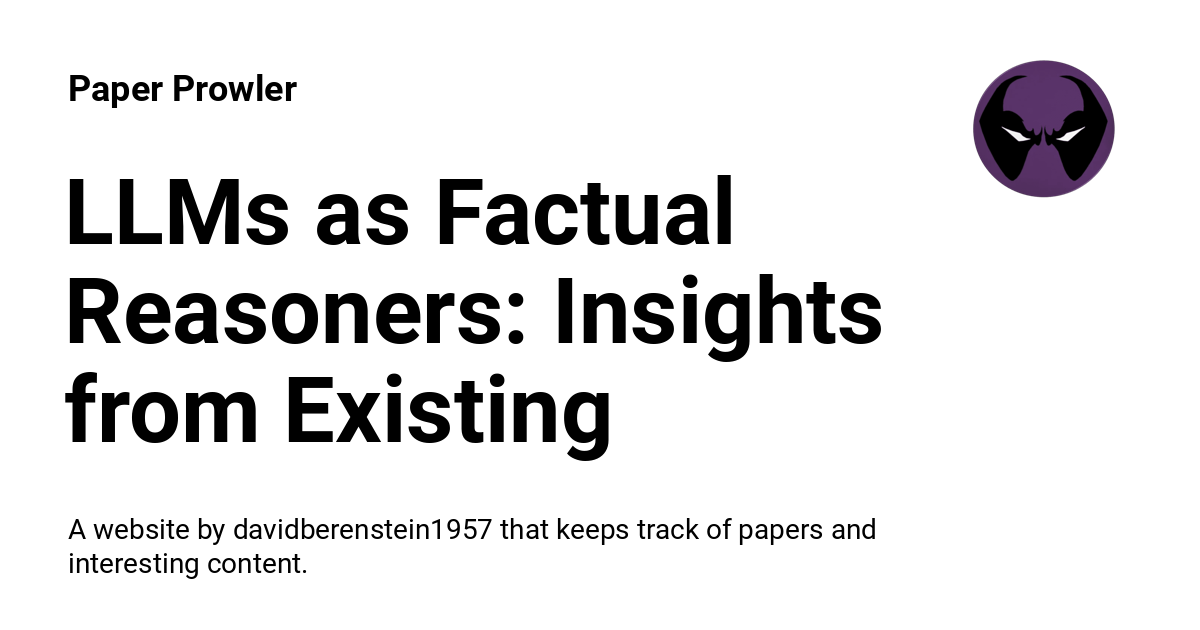 Paper Prowler
LLMs as Factual
Reasoners: Insights
from Existing
A website by davidberenstein1957 that keeps track of papers and
interesting content.